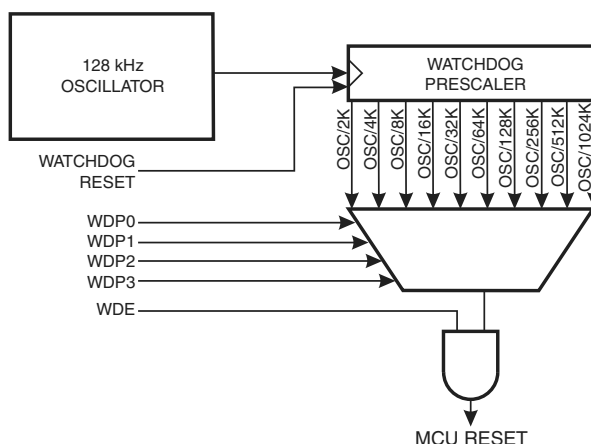 128 kHz
OSCILLATOR
WATCHDOG
PRESCALER
OSC/2K
OSC/4K
OSC/8K
OSC/16K
OSC/32K
OSC/64K
OSC/128K
OSC/256K
OSC/512K
OSC/1024K
WATCHDOG
RESET
WDP0
WDP1
WDP2
WDP3
WDE
MCU RESET